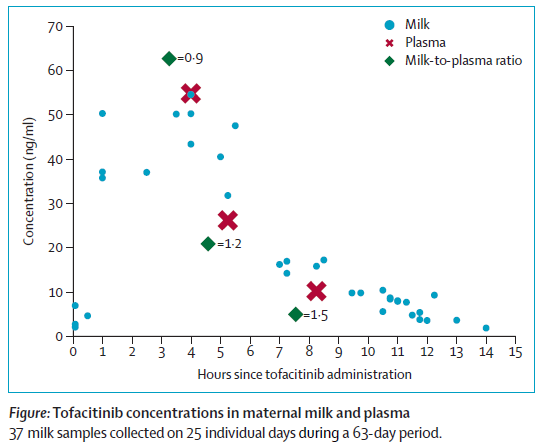 70
60
50
40
30
20
10
0
Concentration (ng/ml)
Milk
Plasma
Milk-to-plasma ratio
=0·9
=1·2
=1·5
0 1 2 3 4 5 6 7 8 9 10 11 12 13 14 15
Hours since tofacitinib administration
Figure: Tofacitinib concentrations in maternal milk and plasma
37 milk samples collected on 25 individual days during a 63-day period.